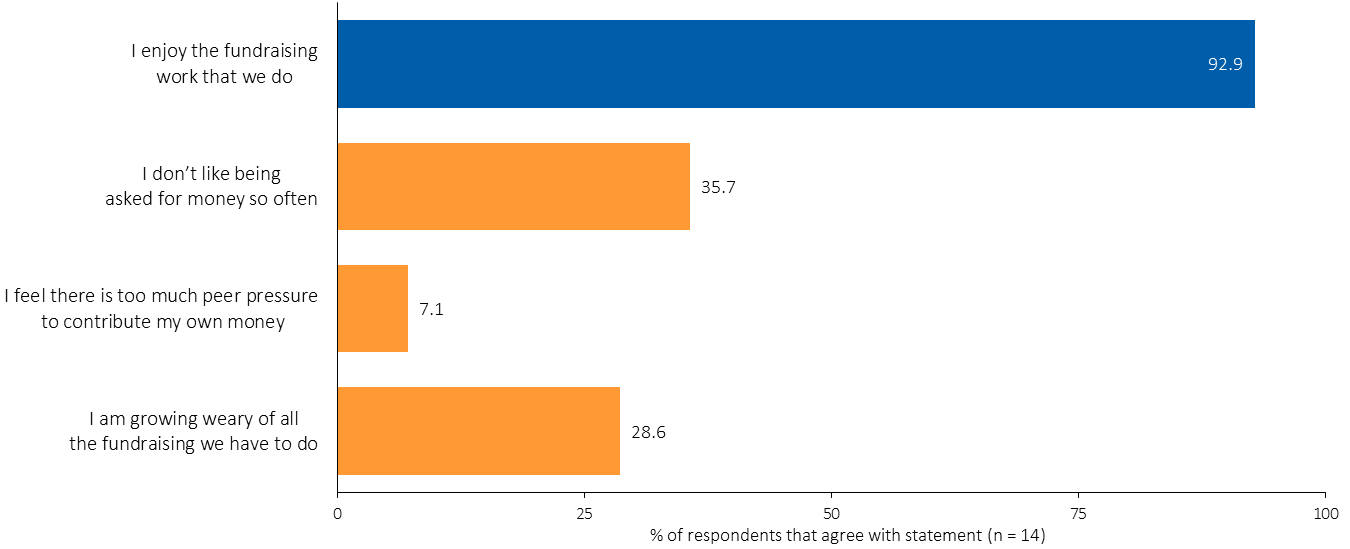 I enjoy the fundraising
work that we do
92.9
I don’t like being
asked for money so often
35.7
I feel there is too much peer pressure
to contribute my own money
7.1
I am growing weary of all
the fundraising we have to do
28.6
0 25 50 75 100
% of respondents that agree with statement (n = 14)